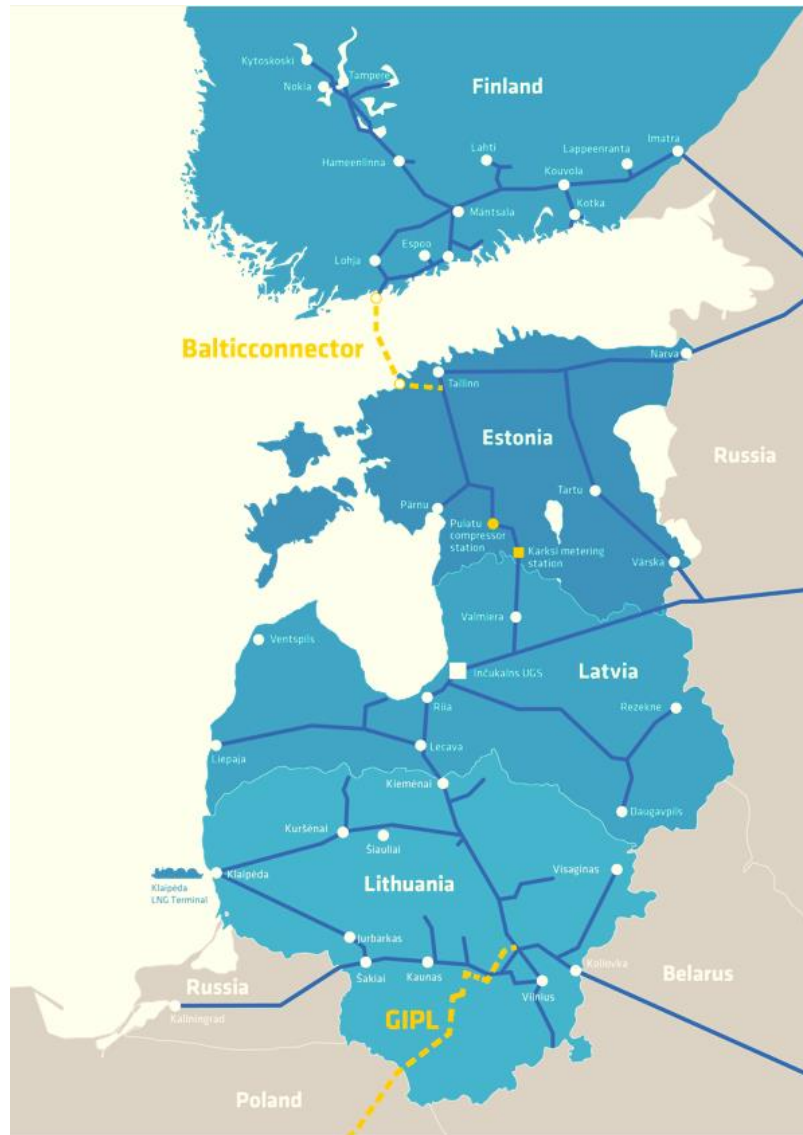 Kytoskoski
Tampere
Nokia
Finland
Imatra
Lahti
Lappeenranta
Hameenlinna
Kouvola
Mäntsälä
Kotka
Espoo
Lohja
Balticconnector
Narva
Tallinn
Estonia
Russia
Tartu
Pärnu
Puiatu
compressor
station
Karksi metering
station
Värska
Valmiera
Ventspils
Inčukalns UGS
Latvia
Riia
Rezekne
Liepaja
Lecava
Kiemėnai
Daugavpils
Kuršėnai
Šiauliai
Klaipėda
Lithuania
Visaginas
Klaipėda
LNG Terminal
Jurbarkas
Šakiai
Kaunas
Kotlovka
Belarus
Russia
Vilnius
Kaliningrad
GIPL
Poland